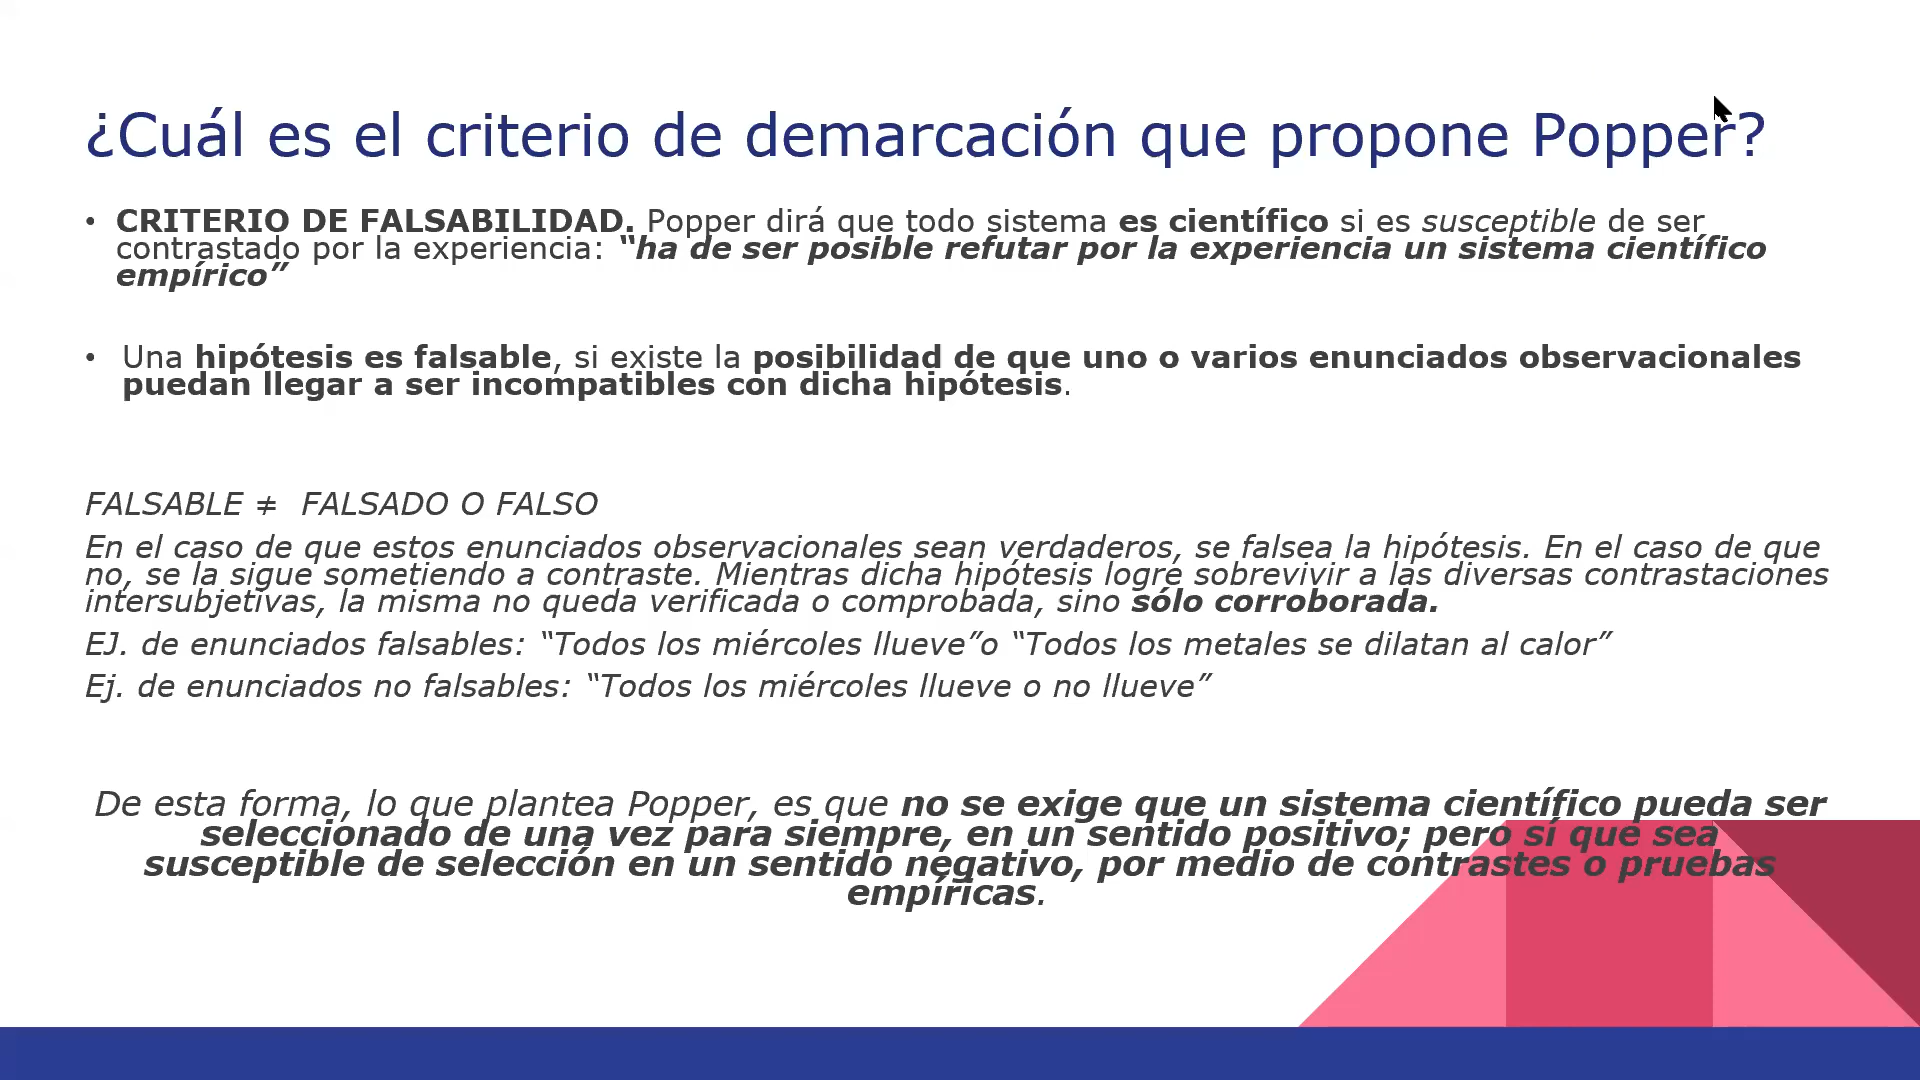 ¿Cuál es el criterio de demarcación que propone Popper?
• CRITERIO DE FALSABILIDAD. Popper dirá que todo sistema es científico si es susceptible de ser
contrastado por la experiencia: “ha de ser posible refutar por la experiencia un sistema científico
empírico”
• Una hipótesis es falsable, si existe la posibilidad de que uno o varios enunciados observacionales
puedan llegar a ser incompatibles con dicha hipótesis.
FALSABLE ≠ FALSADO O FALSO
En el caso de que estos enunciados observacionales sean verdaderos, se falsea la hipótesis. En el caso de que
no, se la sigue sometiendo a contraste. Mientras dicha hipótesis logre sobrevivir a las diversas contrastaciones
intersubjetivas, la misma no queda verificada o comprobada, sino sólo corroborada.
EJ. de enunciados falsables: “Todos los miércoles llueve”o “Todos los metales se dilatan al calor”
Ej. de enunciados no falsables: “Todos los miércoles llueve o no llueve”
De esta forma, lo que plantea Popper, es que no se exige que un sistema científico pueda ser
seleccionado de una vez para siempre, en un sentido positivo; pero sí que sea
susceptible de selección en un sentido negativo, por medio de contrastes o pruebas
empíricas.